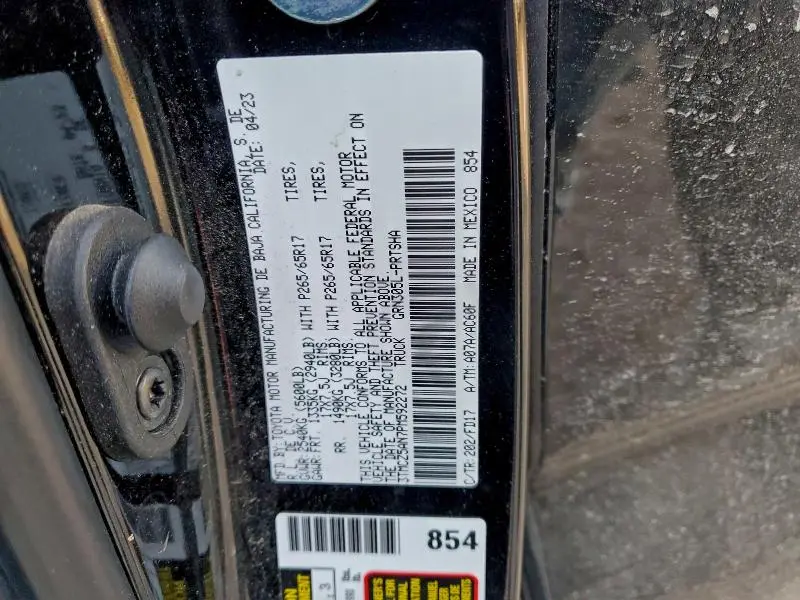 MFD. BY: TOYOTA MOTOR MANUFACTURING DE BAJA CALIFORNIA S. DE
R. L. DE C.V. DATE: 04/23
GVWR: 2540KG (5600LB)
GAWR: FRT. 1335KG (2940LB) WITH P265/65R17 TIRES,
17X7.5J RIMS,
RR. 1490KG (3280LB) WITH P265/65R17 TIRES,
17X7.5J RIMS.
THIS VEHICLE CONFORMS TO ALL APPLICABLE FEDERAL MOTOR
VEHICLE SAFETY AND THEFT PREVENTION STANDARDS IN EFFECT ON
THE DATE OF MANUFACTURE SHOWN ABOVE.
3TMCZ5AN7PM592272 TRUCK GRN305L-PRTSHA
C/TR: 202/FD17 A/TM: A07A/AC60F MADE IN MEXICO 854
854